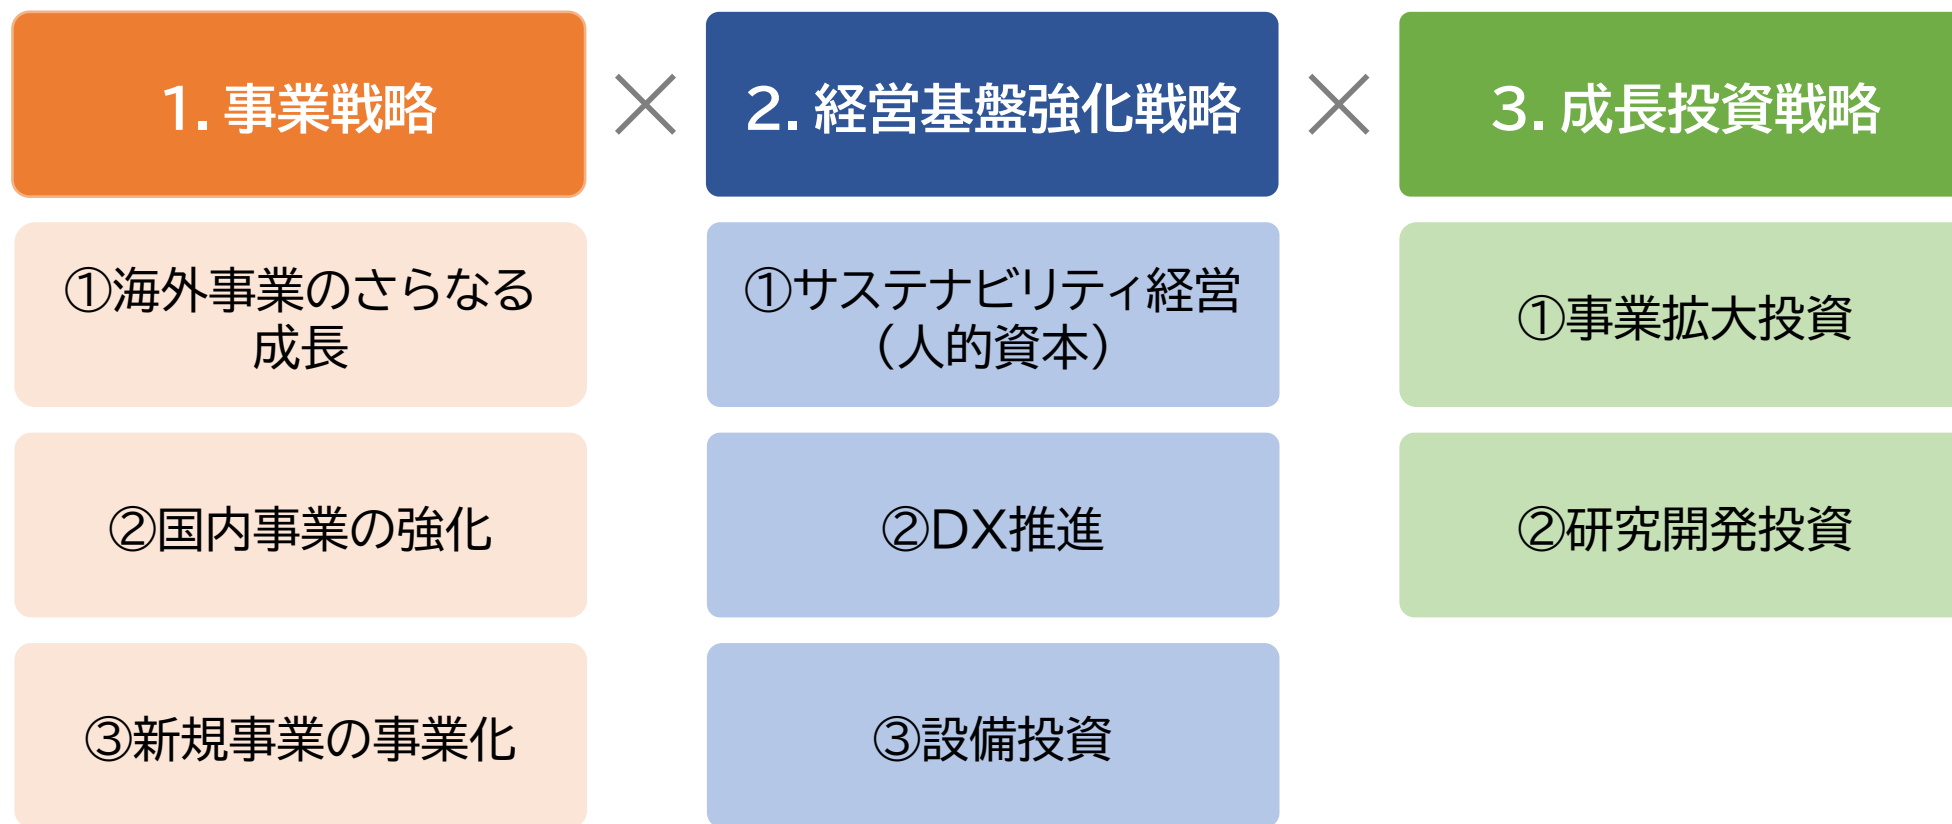 1. 事業戦略
×
2. 経営基盤強化戦略
×
3. 成長投資戦略
①海外事業のさらなる
成長
②国内事業の強化
③新規事業の事業化
①サステナビリティ経営
（人的資本）
②DX推進
③設備投資
①事業拡大投資
②研究開発投資